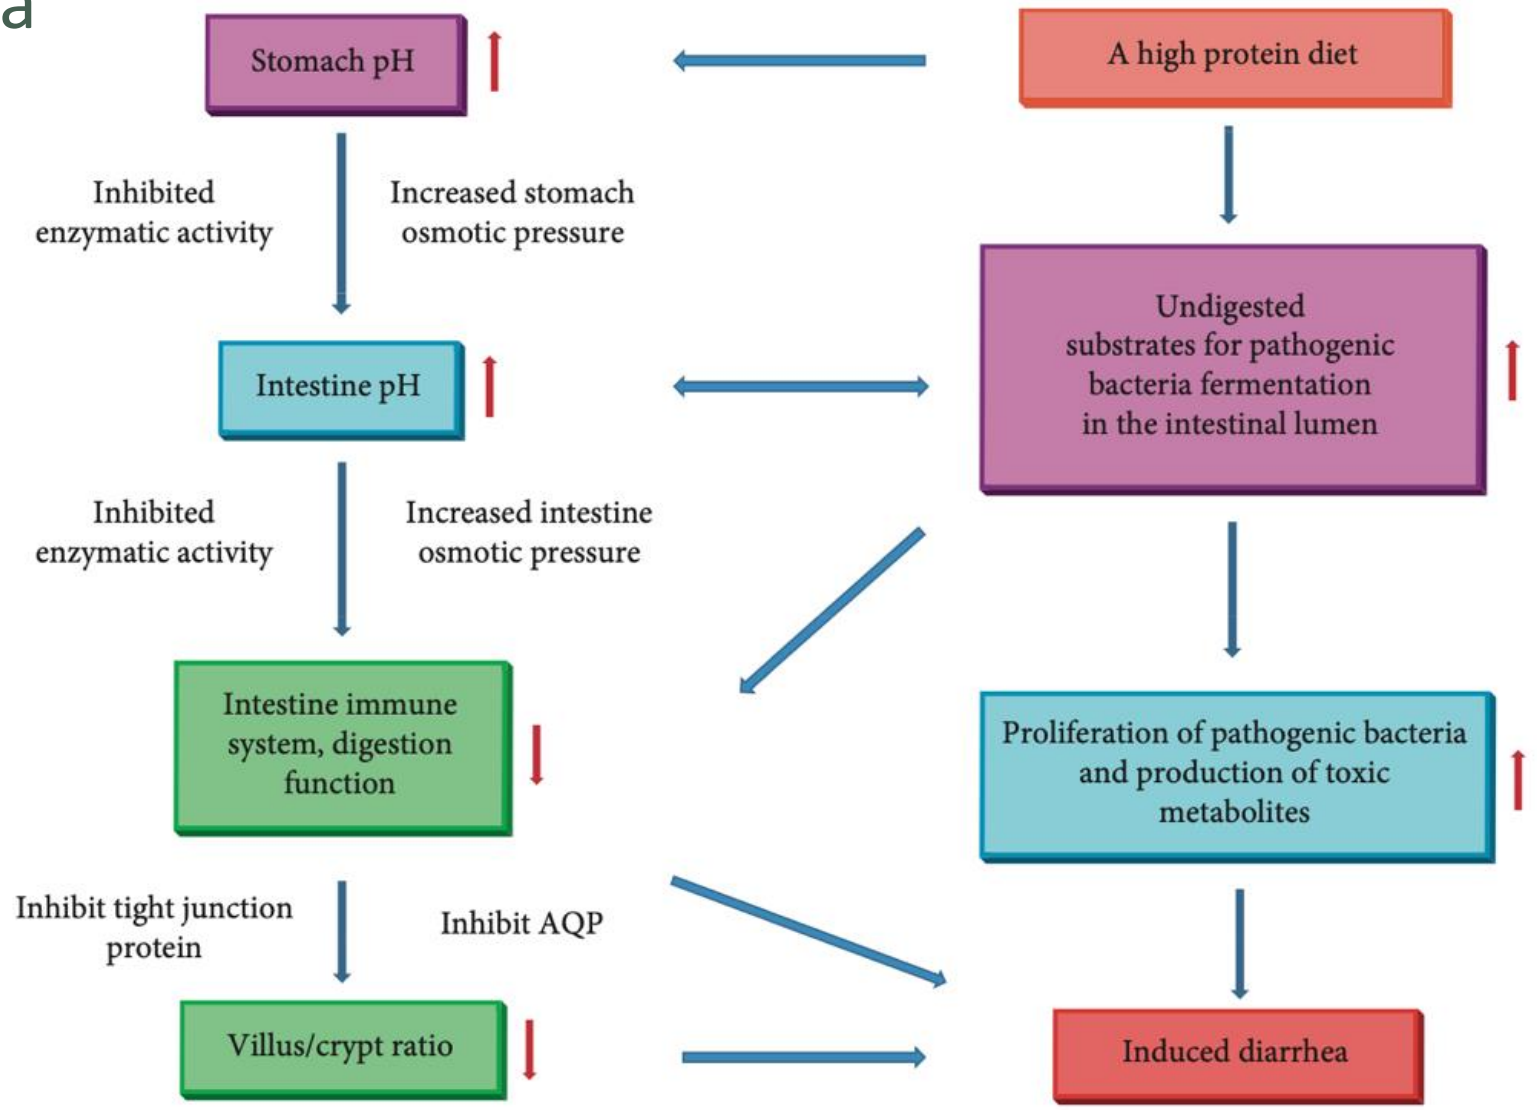 a
Stomach pH
A high protein diet
Inhibited
enzymatic activity
Increased stomach
osmotic pressure
Undigested
substrates for pathogenic
bacteria fermentation
in the intestinal lumen
Intestine pH
Inhibited
enzymatic activity
Increased intestine
osmotic pressure
Intestine immune
system, digestion
function
Proliferation of pathogenic bacteria
and production of toxic
metabolites
Inhibit tight junction
protein
Inhibit AQP
Villus/crypt ratio
Induced diarrhea